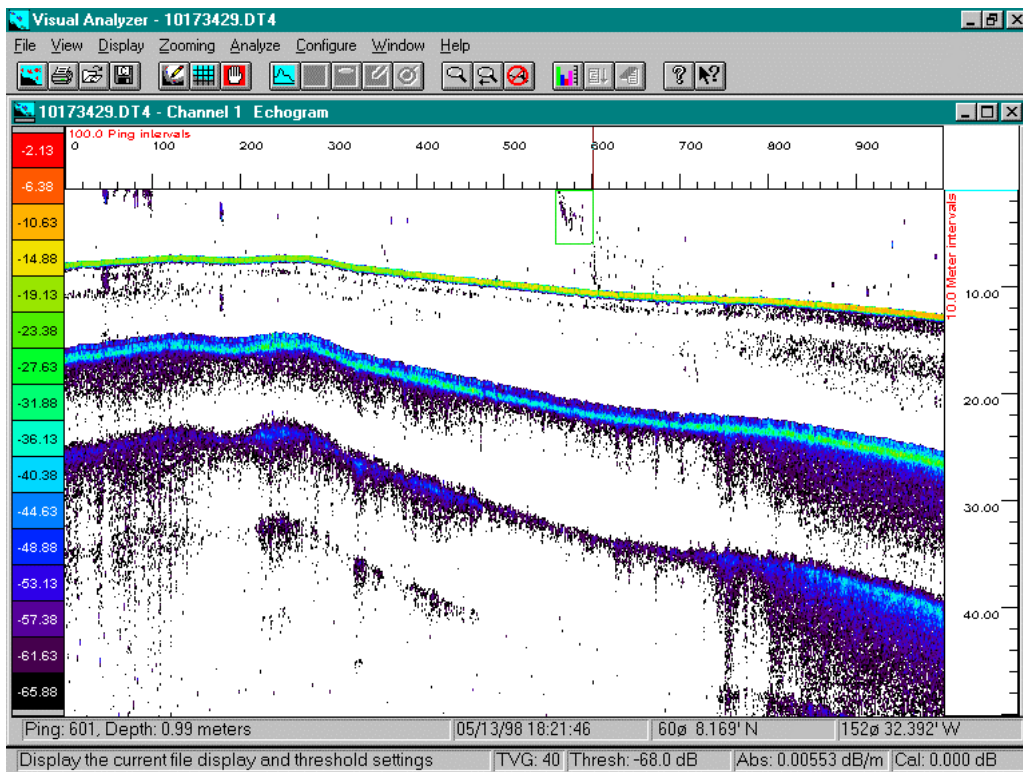 Visual Analyzer - 10173429.DT4
File View Display Zooming Analyze Configure Window Help
10173429.DT4 - Channel 1 Echogram
100.0 Ping intervals
0 100 200 300 400 500 600 700 800 900
-2.13
-6.38
-10.63
-14.88
-19.13
-23.38
-27.63
-31.88
-36.13
-40.38
-44.63
-48.88
-53.13
-57.38
-61.63
-65.88
10.0 Meter intervals
10.00
20.00
30.00
40.00
Ping: 601, Depth: 0.99 meters 05/13/98 18:21:46 60ø 8.169' N 152ø 32.392' W
Display the current file display and threshold settings TVG: 40 Thresh: -68.0 dB Abs: 0.00553 dB/m Cal: 0.000 dB